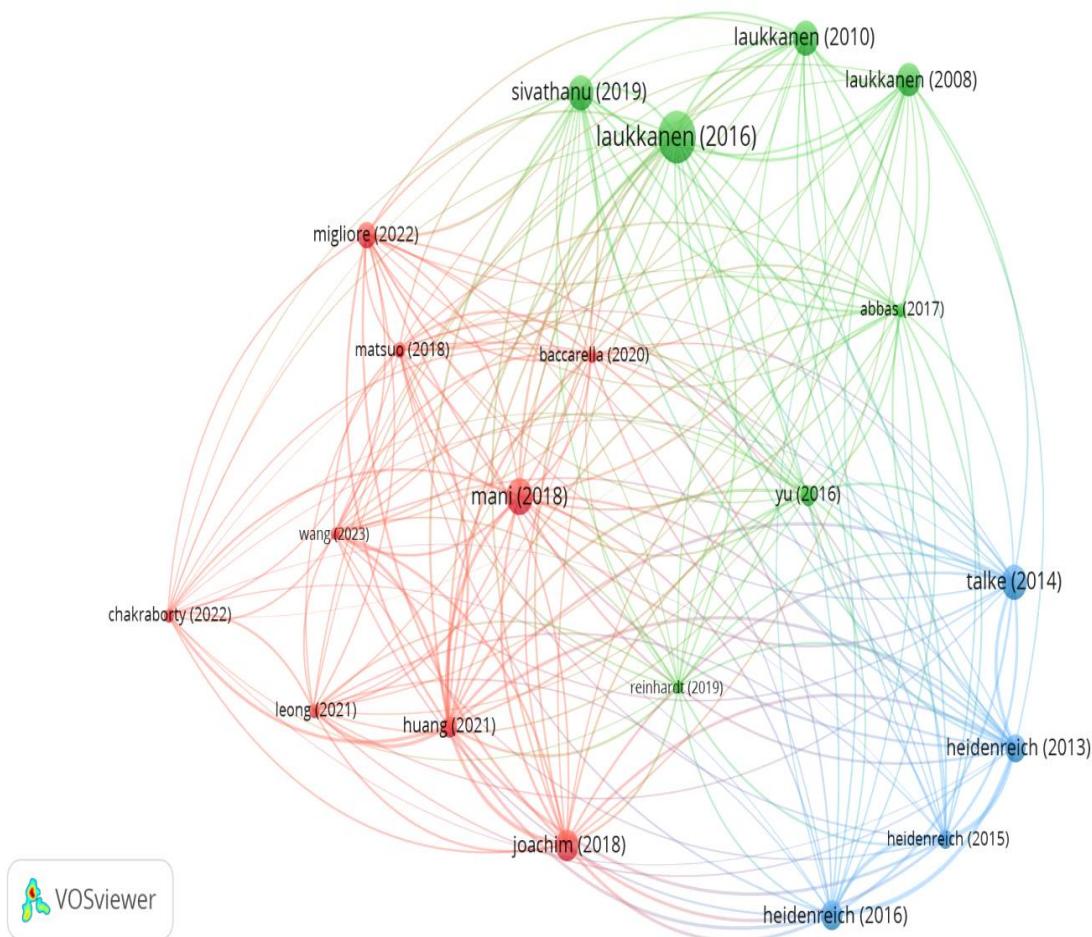 laukkanen (2010)
laukkanen (2008)
sivathanu (2019)
laukkanen (2016)
migliore (2022)
abbas (2017)
matsuo (2018)
baccarella (2020)
mani (2018)
yu (2016)
wang (2023)
talke (2014)
chakraborty (2022)
reinhardt (2019)
leong (2021)
huang (2021)
heidenreich (2013)
heidenreich (2015)
joachim (2018)
heidenreich (2016)
VOSviewer